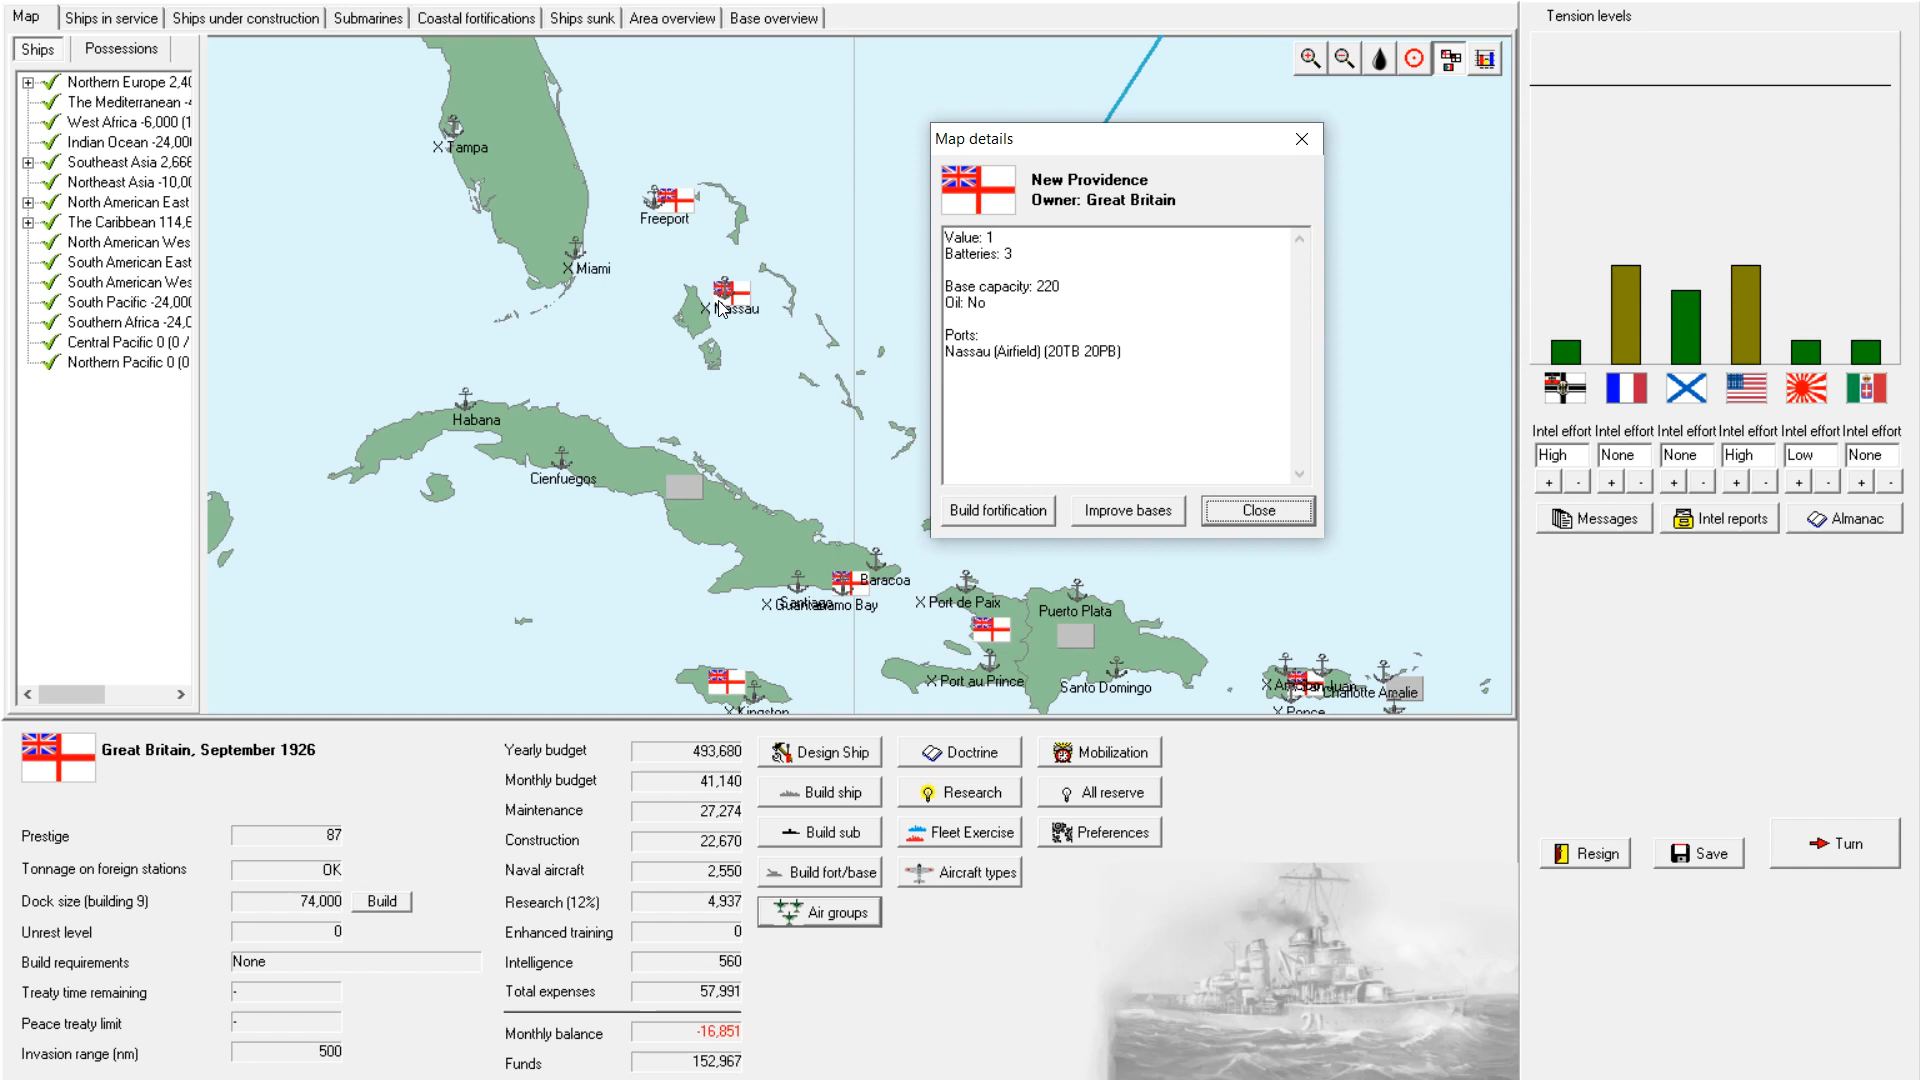 Map
Ships in service
Ships under construction
Submarines
Coastal fortifications
Ships sunk
Area overview
Base overview
Ships
Possessions
Northern Europe 2,40
The Mediterranean -4
West Africa -6,000 (1
Indian Ocean -24,000
Southeast Asia 2,666
Northeast Asia -10,00
North American East
The Caribbean 114,6
North American Wes
South American East
South American Wes
South Pacific -24,000
Southern Africa -24,0
Central Pacific 0 (0 /
Northern Pacific 0 (0
X Tampa
Freeport
X Miami
X Nassau
Habana
Cienfuegos
Baracoa
Santiago
X Guantanamo Bay
X Port de Paix
Puerto Plata
X Port au Prince
Santo Domingo
San Juan
Charlotte Amalie
X Kingston
X Ponce
Map details
New Providence
Owner: Great Britain
Value: 1
Batteries: 3
Base capacity: 220
Oil: No
Ports:
Nassau (Airfield) (20TB 20PB)
Build fortification
Improve bases
Close
Tension levels
Intel effort Intel effort Intel effort Intel effort Intel effort Intel effort
High None None High Low None
+ - + - + - + - + - + -
Messages
Intel reports
Almanac
Great Britain, September 1926
Prestige 87
Tonnage on foreign stations OK
Dock size (building 9) 74,000 Build
Unrest level 0
Build requirements None
Treaty time remaining -
Peace treaty limit -
Invasion range (nm) 500
Yearly budget 493,680
Monthly budget 41,140
Maintenance 27,274
Construction 22,670
Naval aircraft 2,550
Research (12%) 4,937
Enhanced training 0
Intelligence 560
Total expenses 57,991
Monthly balance -16,851
Funds 152,967
Design Ship
Doctrine
Mobilization
Build ship
Research
All reserve
Build sub
Fleet Exercise
Preferences
Build fort/base
Aircraft types
Air groups
Resign
Save
Turn
21